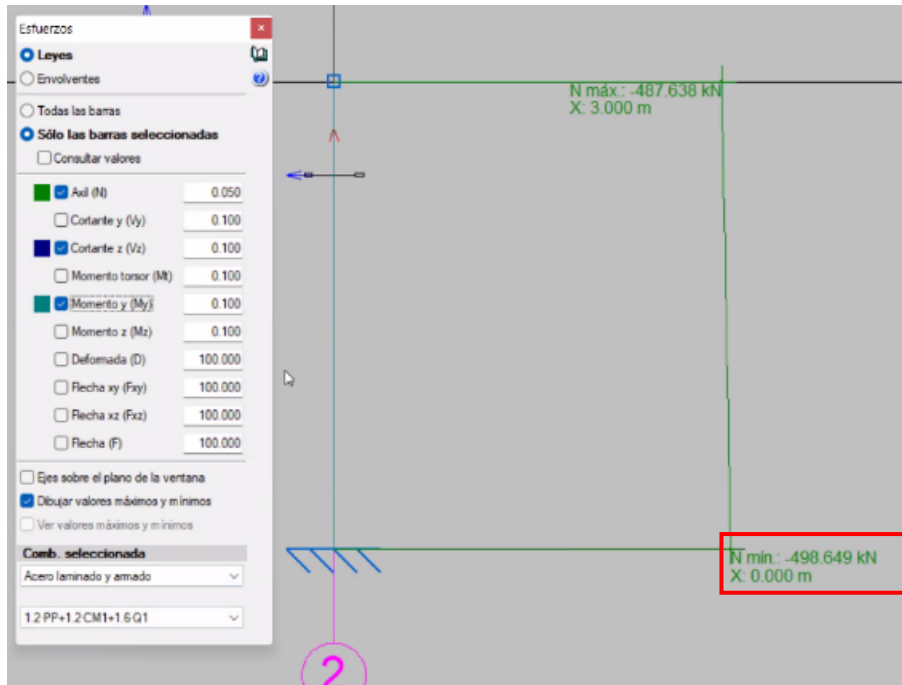 Esfuerzos
Leyes
Envolventes
Todas las barras
Sólo las barras seleccionadas
Consultar valores
Axil (N) 0.050
Cortante y (Vy) 0.100
Cortante z (Vz) 0.100
Momento torsor (Mt) 0.100
Momento y (My) 0.100
Momento z (Mz) 0.100
Deformada (D) 100.000
Flecha xy (Fxy) 100.000
Flecha xz (Fxz) 100.000
Flecha (F) 100.000
Ejes sobre el plano de la ventana
Dibujar valores máximos y mínimos
Ver valores máximos y mínimos
Comb. seleccionada
Acero laminado y armado
1.2·PP+1.2·CM1+1.6·Q1
N máx.: -487.638 kN
X: 3.000 m
N mín.: -498.649 kN
X: 0.000 m
2